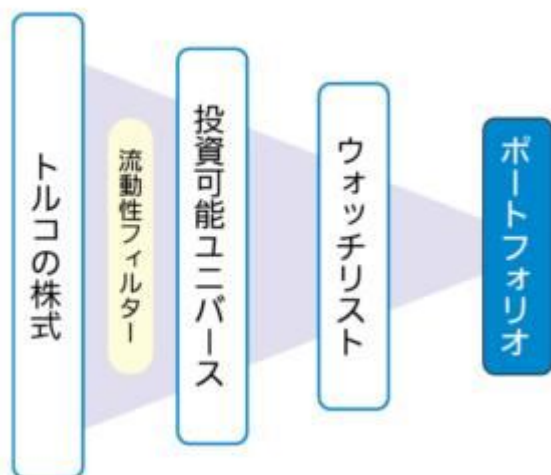 トルコの株式
流動性フィルター
投資可能ユニバース
ウォッチリスト
ポートフォリオ